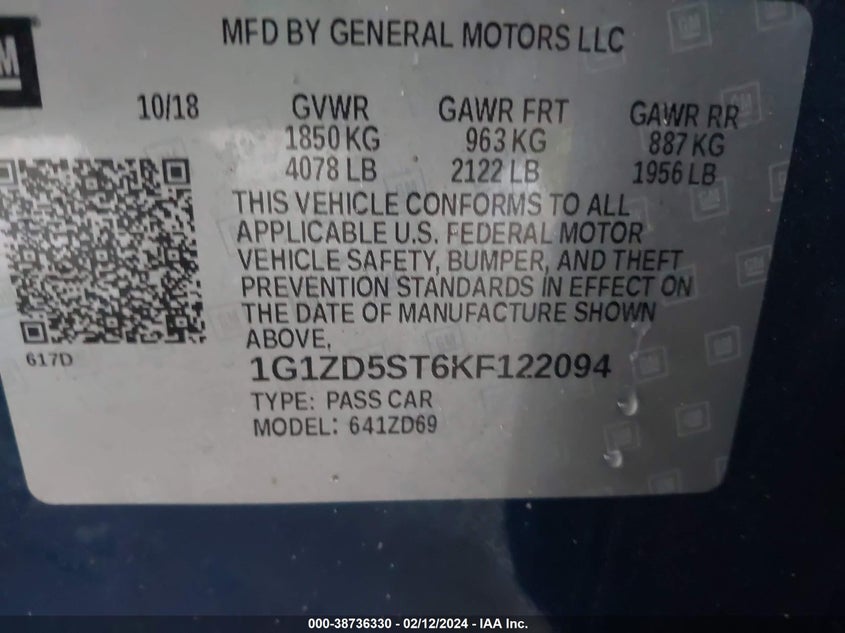 MFD BY GENERAL MOTORS LLC
GM
10/18 GVWR GAWR FRT GAWR RR
1850 KG 963 KG 887 KG
4078 LB 2122 LB 1956 LB
THIS VEHICLE CONFORMS TO ALL
APPLICABLE U.S. FEDERAL MOTOR
VEHICLE SAFETY, BUMPER, AND THEFT
PREVENTION STANDARDS IN EFFECT ON
THE DATE OF MANUFACTURE SHOWN
ABOVE.
617D
1G1ZD5ST6KF122094
TYPE: PASS CAR
MODEL: 641ZD69
000-38736330 - 02/12/2024 - IAA Inc.